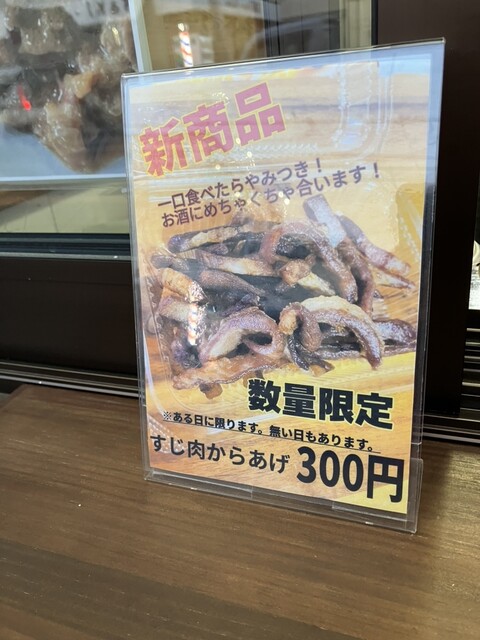 新商品
一口食べたらやみつき！
お酒にめちゃくちゃ合います！
数量限定
※ある日に限ります。無い日もあります。
すじ肉からあげ 300円